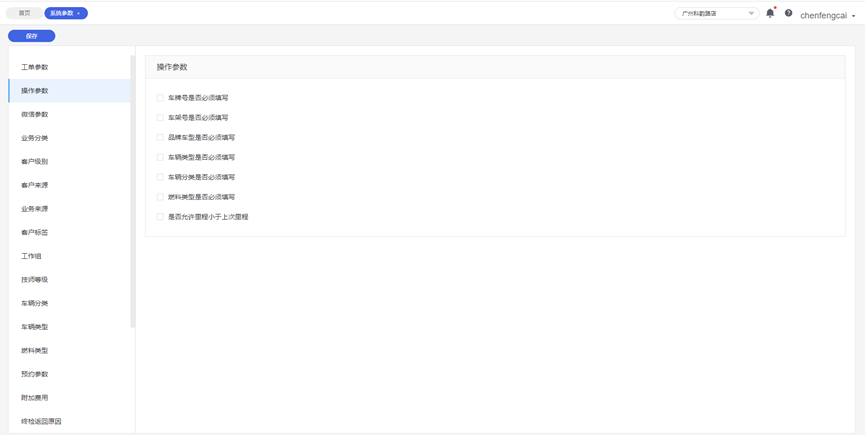 首页
系统参数
广州科韵路店
chenfengcai
保存
工单参数
操作参数
微信参数
业务分类
客户级别
客户来源
业务来源
客户标签
工作组
技师等级
车辆分类
车辆类型
燃料类型
预约参数
附加费用
终检返回原因
操作参数
车牌号是否必须填写
车架号是否必须填写
品牌车型是否必须填写
车辆类型是否必须填写
车辆分类是否必须填写
燃料类型是否必须填写
是否允许里程小于上次里程